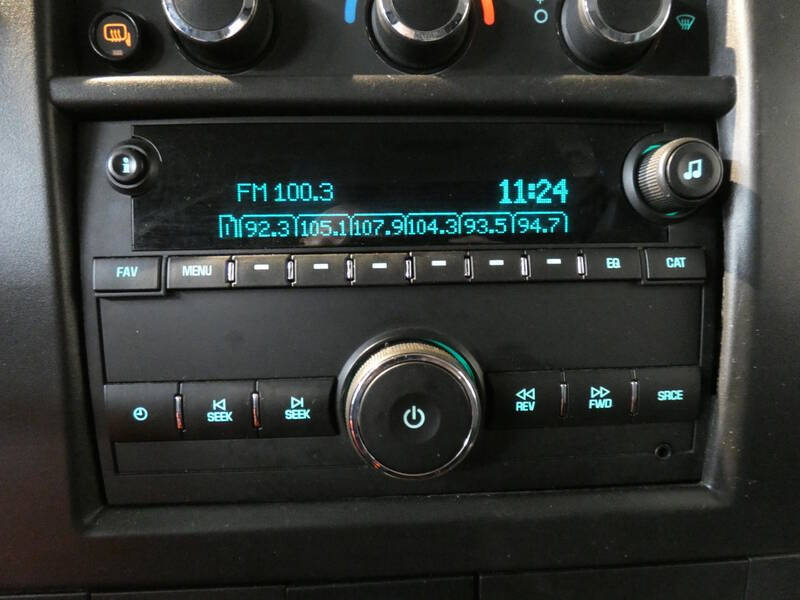 FM 100.3 11:24
92.3 105.1 107.9 104.3 93.5 94.7
FAV MENU EQ CAT
SEEK SEEK REV FWD SRCE